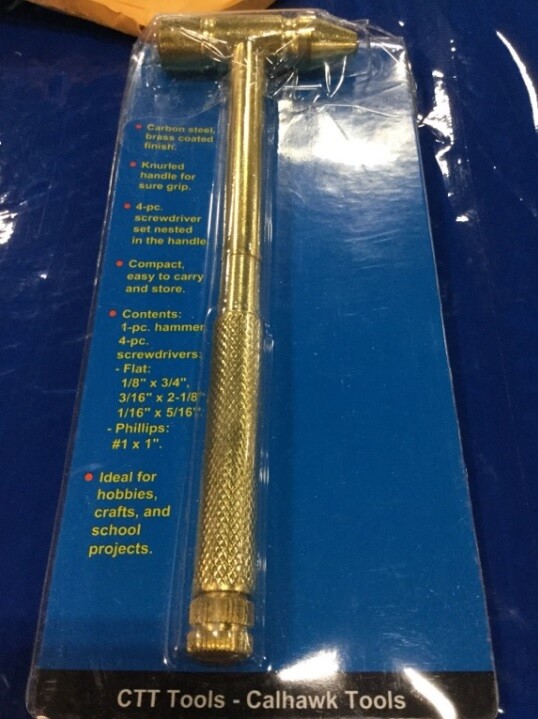 Carbon steel,
brass coated
finish.
Knurled
handle for
sure grip.
4-pc.
screwdriver
set nested
in the handle
Compact,
easy to carry
and store.
Contents:
1-pc. hammer
4-pc.
screwdrivers:
- Flat:
1/8" x 3/4",
3/16" x 2-1/8"
1/16" x 5/16".
- Phillips:
#1 x 1".
Ideal for
hobbies,
crafts, and
school
projects.
CTT Tools - Calhawk Tools